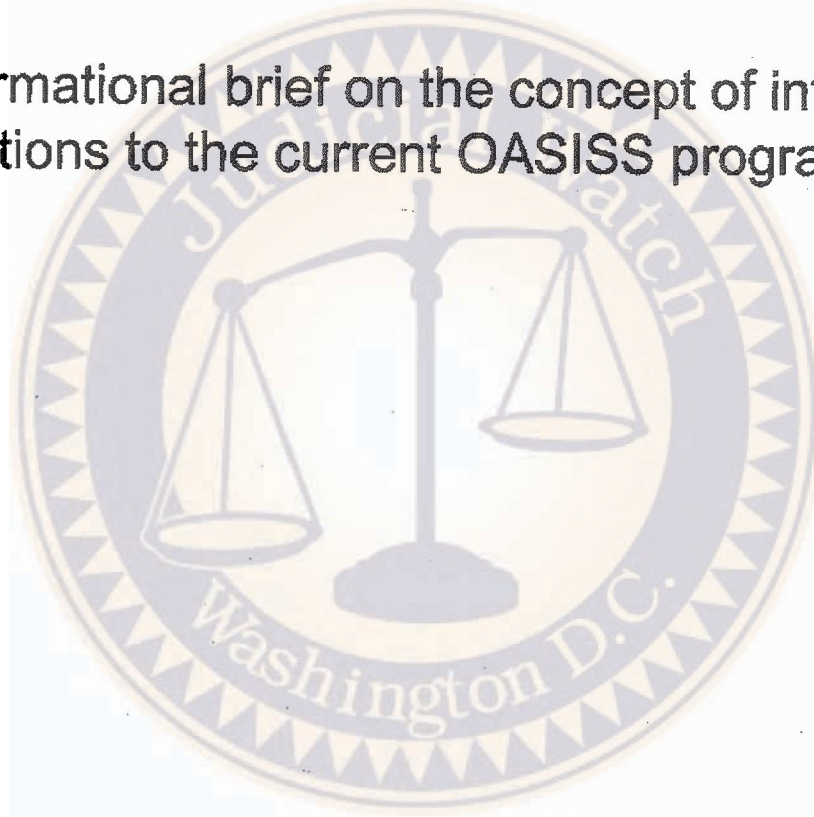 rmational brief on the concept of in
tions to the current OASISS progra
Judicial Watch
Washington D.C.